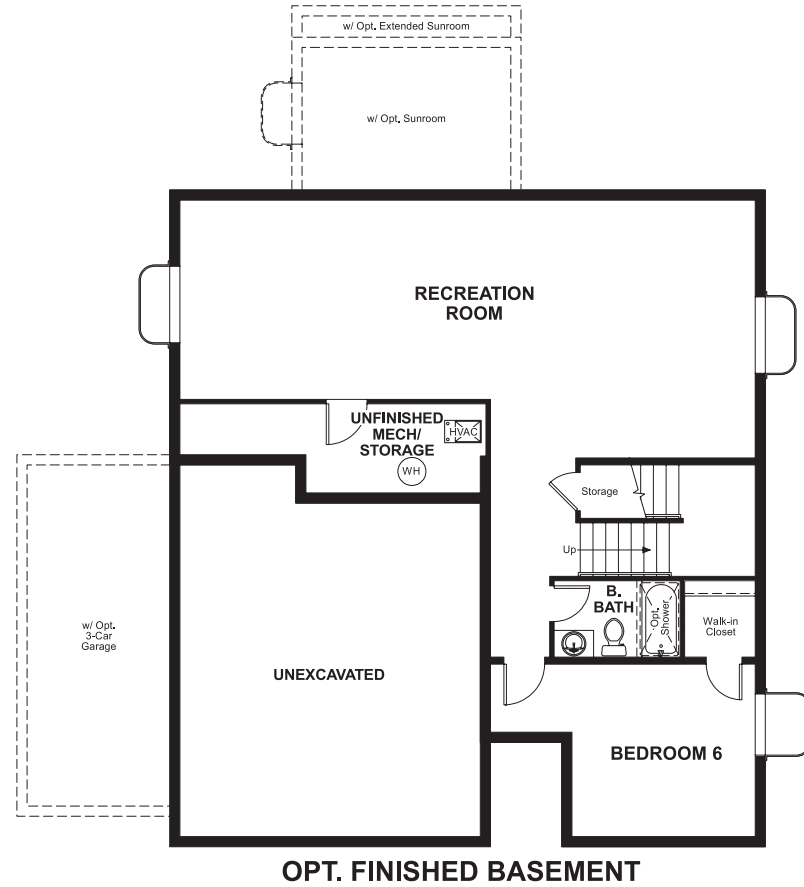 w/ Opt. Extended Sunroom
w/ Opt. Sunroom
RECREATION
ROOM
UNFINISHED
MECH/
STORAGE
HVAC
WH
Storage
Up
B.
BATH
Opt.
Shower
Walk-in
Closet
w/ Opt.
3-Car
Garage
UNEXCAVATED
BEDROOM 6
OPT. FINISHED BASEMENT